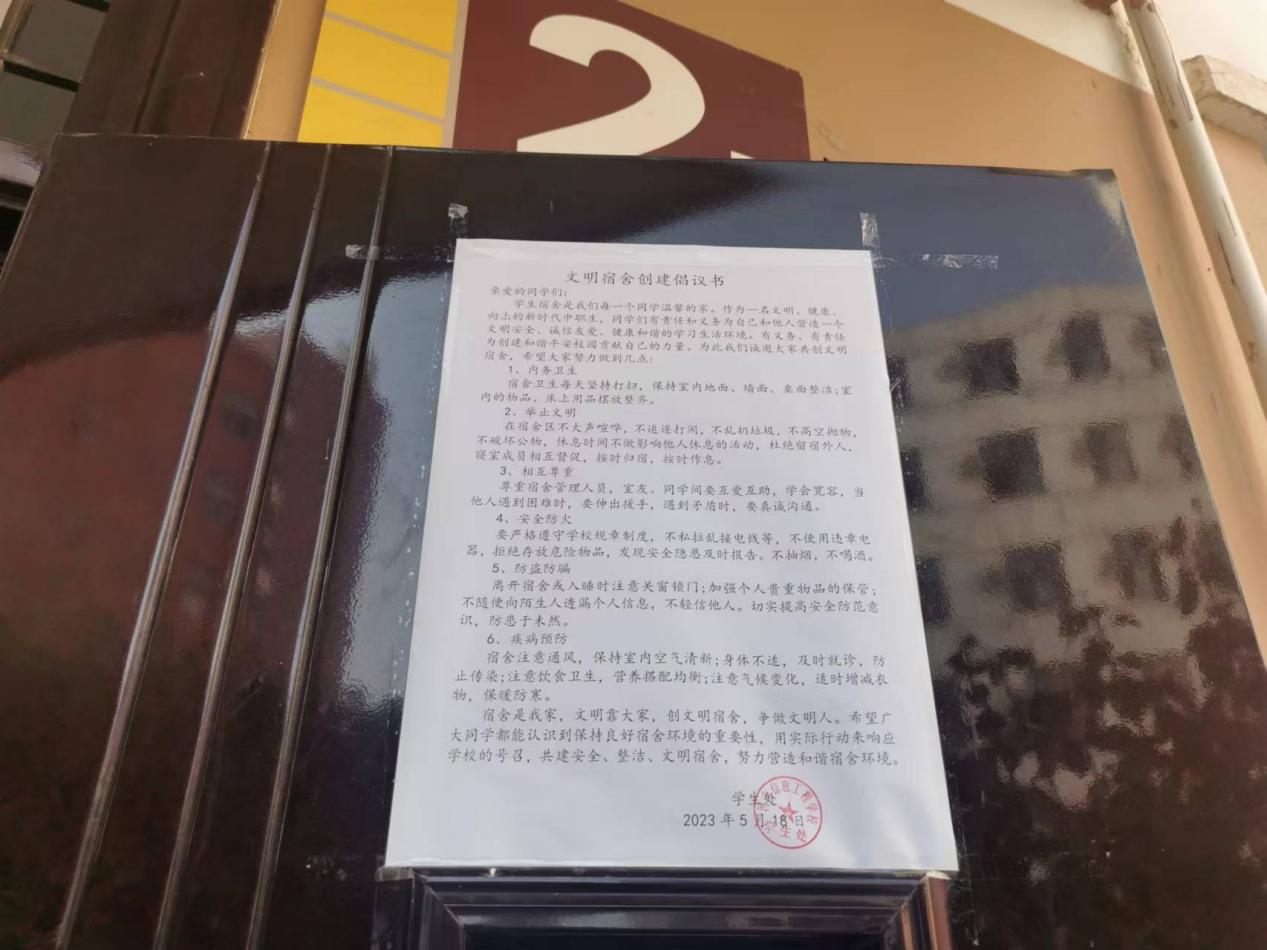 2
文明宿舍创建倡议书
亲爱的同学们：
学生宿舍是我们每一个同学温馨的家。作为一名文明、健康、
向上的新时代中职生，同学们有责任和义务为自己和他人营造一个
文明安全、诚信友爱、健康和谐的学习生活环境。有义务、有责任
为创建和谐平安校园贡献自己的力量。为此我们诚邀大家共创文明
宿舍，希望大家努力做到几点：
1、内务卫生
宿舍卫生每天坚持打扫，保持室内地面、墙面、桌面整洁；室
内的物品、床上用品摆放整齐。
2、举止文明
在宿舍区不大声喧哗，不追逐打闹，不乱扔垃圾，不高空抛物，
不破坏公物，休息时间不做影响他人休息的活动，杜绝留宿外人，
寝室成员相互督促，按时归宿，按时作息。
3、相互尊重
尊重宿舍管理人员，室友、同学间要互爱互助，学会宽容，当
他人遇到困难时，要伸出援手，遇到矛盾时，要真诚沟通。
4、安全防火
要严格遵守学校规章制度，不私拉乱接电线等，不使用违章电
器，拒绝存放危险物品，发现安全隐患及时报告。不抽烟，不喝酒。
5、防盗防骗
离开宿舍或入睡时注意关窗锁门；加强个人贵重物品的保管；
不随便向陌生人透漏个人信息，不轻信他人。切实提高安全防范意
识，防患于未然。
6、疾病预防
宿舍注意通风，保持室内空气清新；身体不适，及时就诊，防
止传染；注意饮食卫生，营养搭配均衡；注意气候变化，适时增减衣
物，保暖防寒。
宿舍是我家，文明靠大家，创文明宿舍，争做文明人。希望广
大同学都能认识到保持良好宿舍环境的重要性，用实际行动来响应
学校的号召，共建安全、整洁、文明宿舍，努力营造和谐宿舍环境。
学生处
2023 年 5 月 18 日
信息工程学校
学生处